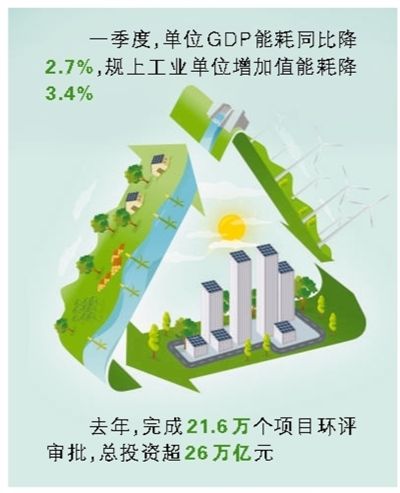 一季度,单位GDP能耗同比降
2.7%,规上工业单位增加值能耗降
3.4%
去年,完成21.6万个项目环评
审批,总投资超26万亿元